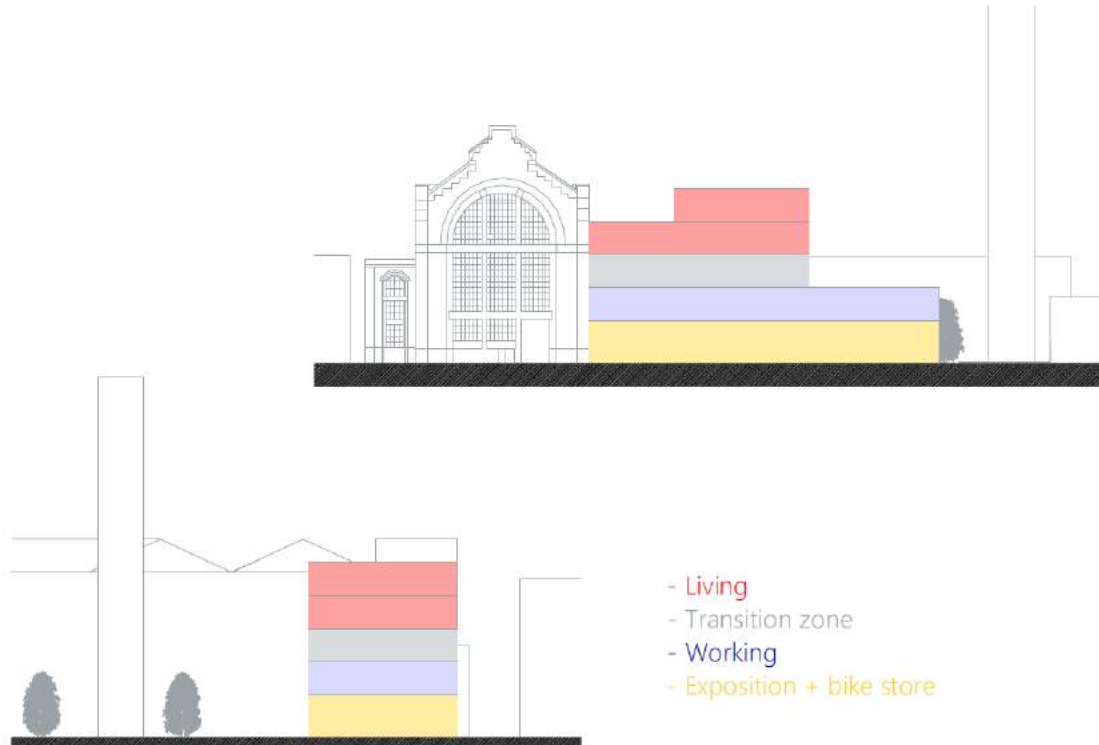 - Living
- Transition zone
- Working
- Exposition + bike store